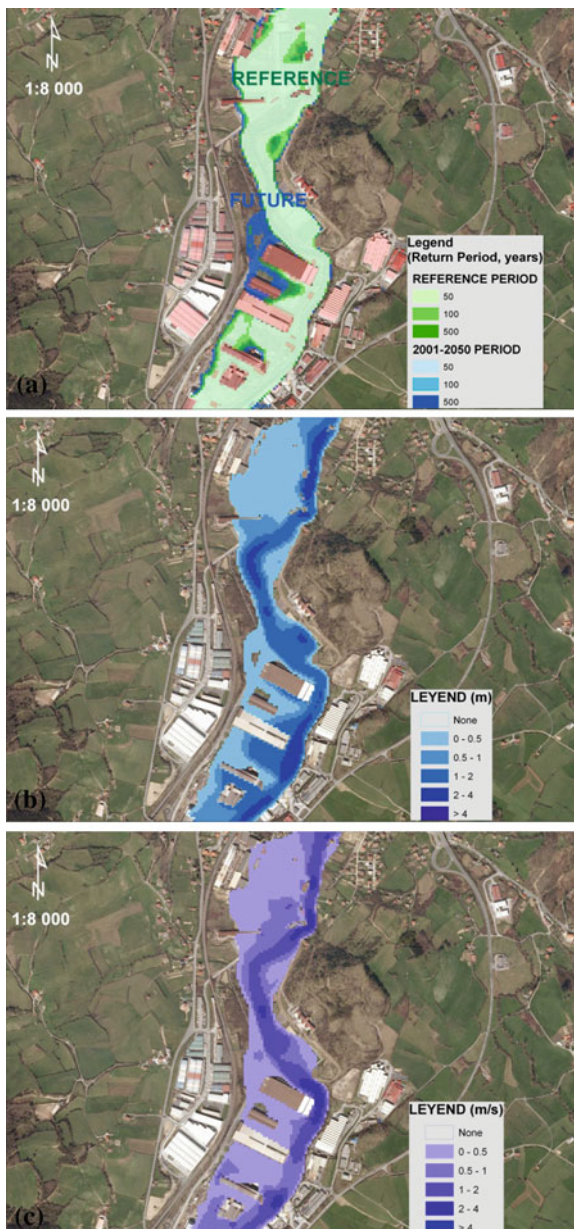 N
1:8 000
REFERENCE
FUTURE
Legend
(Return Period, years)
REFERENCE PERIOD
50
100
500
2001-2050 PERIOD
50
100
500
(a)
N
1:8 000
LEYEND (m)
None
0 - 0.5
0.5 - 1
1 - 2
2 - 4
> 4
(b)
N
1:8 000
LEYEND (m/s)
None
0 - 0.5
0.5 - 1
1 - 2
2 - 4
> 4
(c)